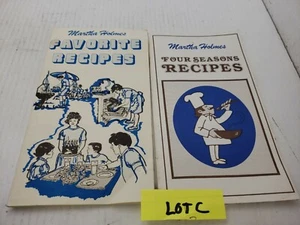 Martha Holmes
FAVORITE
RECIPES
Martha Holmes
FOUR SEASONS
RECIPES
LOT C